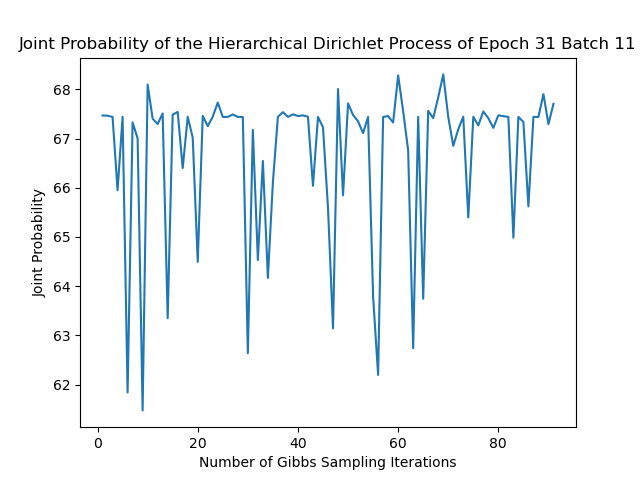 Joint Probability of the Hierarchical Dirichlet Process of Epoch 31 Batch 11
68
67
66
65
64
63
62
Joint Probability
0 20 40 60 80
Number of Gibbs Sampling Iterations